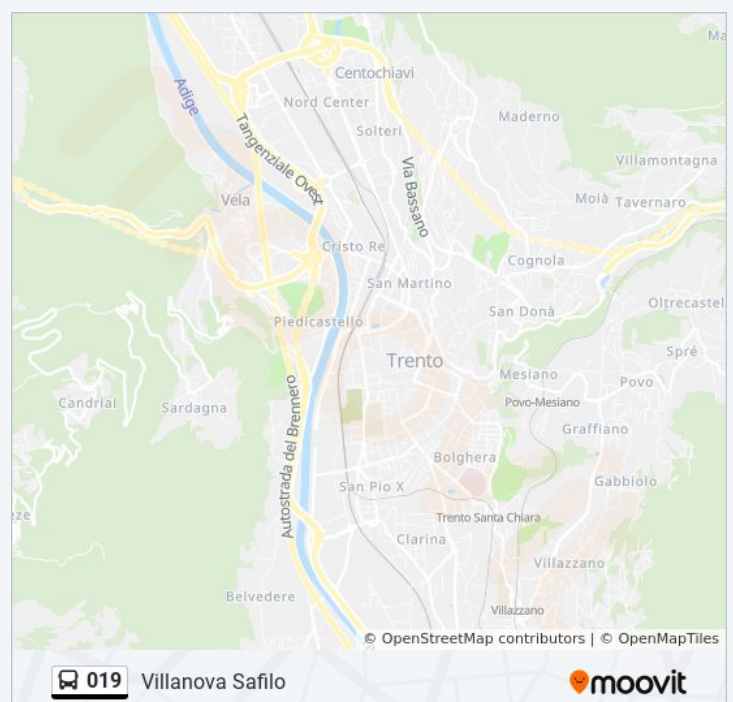 Ma
Centochiavi
Adige
Nord Center
Maderno
Tangenziale Ovest
Solteri
Via Bassano
Villamontagna
Vela
Moià
Tavernaro
Cristo Re
Cognola
San Martino
Oltrecastel
San Donà
Piedicastello
Trento
Spré
Mesiano
Povo
Candriai
Sardagna
Autostrada del Brennero
Povo-Mesiano
Graffiano
Bolghera
Gabbiolo
San Pio X
eze
Trento Santa Chiara
Clarina
Villazzano
Belvedere
Villazzano
© OpenStreetMap contributors | © OpenMapTiles
019 Villanova Safilo
moovit